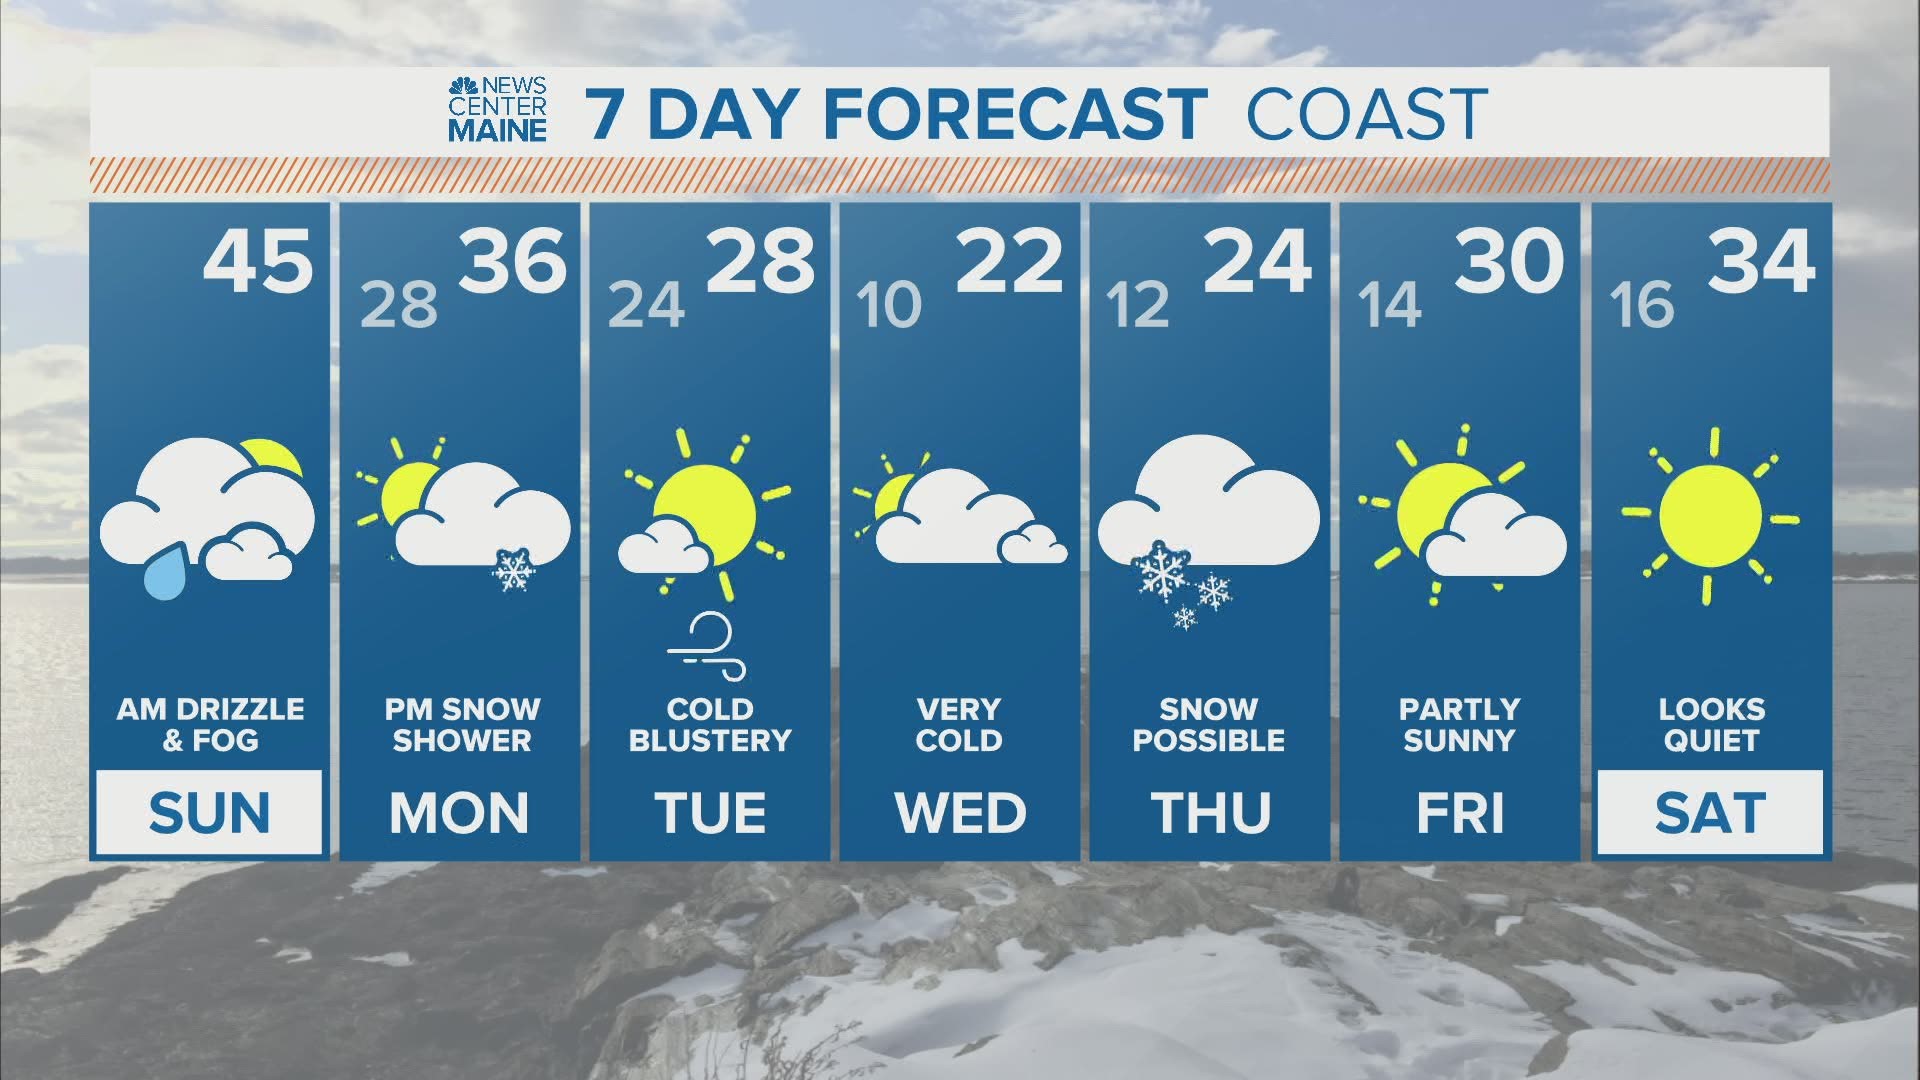 NEWS
CENTER
MAINE
7 DAY FORECAST COAST
45
AM DRIZZLE
& FOG
SUN
28 36
PM SNOW
SHOWER
MON
24 28
COLD
BLUSTERY
TUE
10 22
VERY
COLD
WED
12 24
SNOW
POSSIBLE
THU
14 30
PARTLY
SUNNY
FRI
16 34
LOOKS
QUIET
SAT